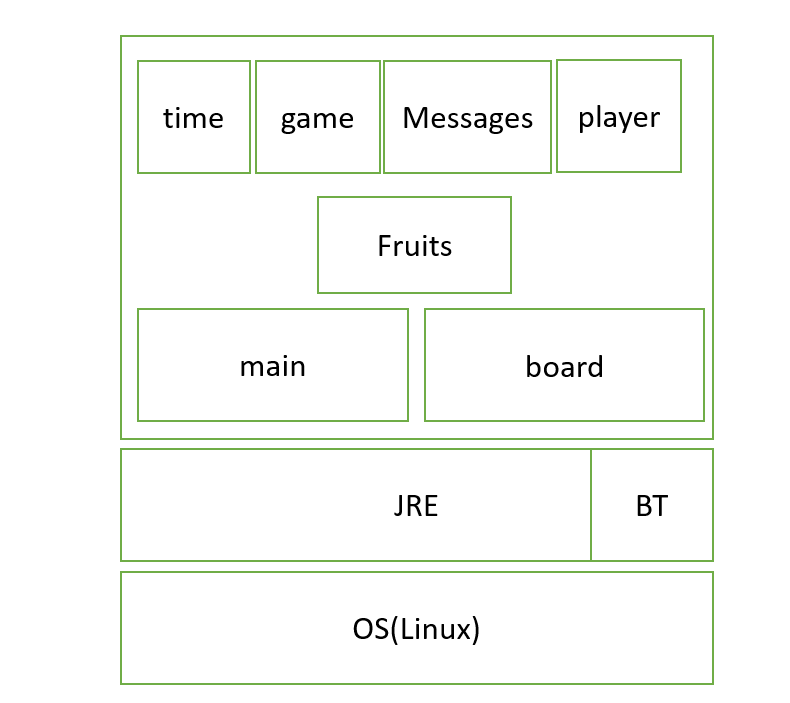 time
game
Messages
player
Fruits
main
board
JRE
BT
OS(Linux)